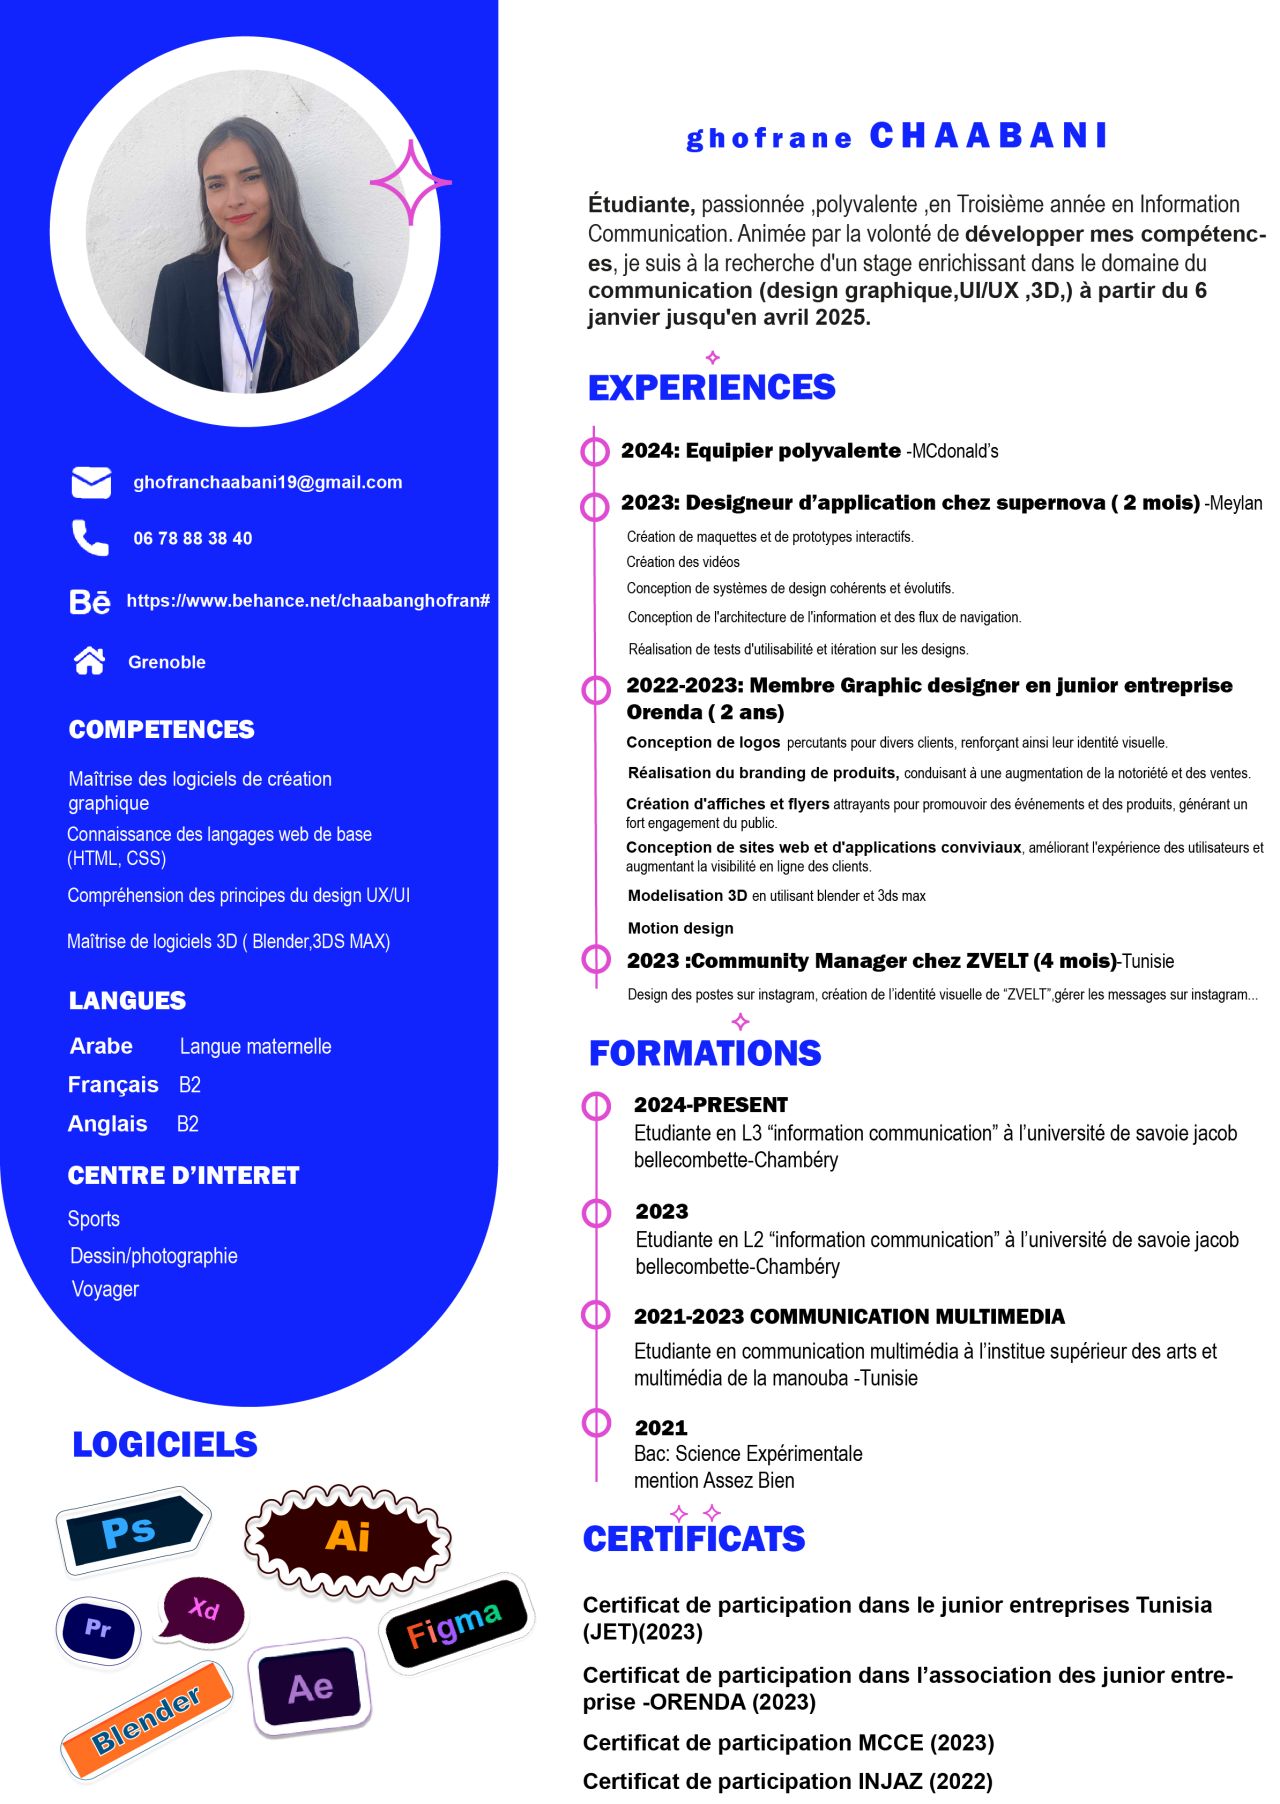 ghofrane CHAABANI
Étudiante, passionnée ,polyvalente ,en Troisième année en Information
Communication. Animée par la volonté de développer mes compétenc-
es, je suis à la recherche d'un stage enrichissant dans le domaine du
communication (design graphique,UI/UX ,3D,) à partir du 6
janvier jusqu'en avril 2025.
ghofranchaabani19@gmail.com
06 78 88 38 40
Bē https://www.behance.net/chaabanghofran#
Grenoble
COMPETENCES
Maîtrise des logiciels de création
graphique
Connaissance des langages web de base
(HTML, CSS)
Compréhension des principes du design UX/UI
Maîtrise de logiciels 3D ( Blender,3DS MAX)
LANGUES
Arabe Langue maternelle
Français B2
Anglais B2
CENTRE D’INTERET
Sports
Dessin/photographie
Voyager
LOGICIELS
Ps
Ai
Pr
Xd
Figma
Blender
Ae
EXPERIENCES
2024: Equipier polyvalente -MCdonald’s
2023: Designeur d’application chez supernova ( 2 mois) -Meylan
Création de maquettes et de prototypes interactifs.
Création des vidéos
Conception de systèmes de design cohérents et évolutifs.
Conception de l'architecture de l'information et des flux de navigation.
Réalisation de tests d'utilisabilité et itération sur les designs.
2022-2023: Membre Graphic designer en junior entreprise
Orenda ( 2 ans)
Conception de logos percutants pour divers clients, renforçant ainsi leur identité visuelle.
Réalisation du branding de produits, conduisant à une augmentation de la notoriété et des ventes.
Création d'affiches et flyers attrayants pour promouvoir des événements et des produits, générant un
fort engagement du public.
Conception de sites web et d'applications conviviaux, améliorant l'expérience des utilisateurs et
augmentant la visibilité en ligne des clients.
Modelisation 3D en utilisant blender et 3ds max
Motion design
2023 :Community Manager chez ZVELT (4 mois)-Tunisie
Design des postes sur instagram, création de l’identité visuelle de “ZVELT”,gérer les messages sur instagram...
FORMATIONS
2024-PRESENT
Etudiante en L3 “information communication” à l’université de savoie jacob
bellecombette-Chambéry
2023
Etudiante en L2 “information communication” à l’université de savoie jacob
bellecombette-Chambéry
2021-2023 COMMUNICATION MULTIMEDIA
Etudiante en communication multimédia à l’institue supérieur des arts et
multimédia de la manouba -Tunisie
2021
Bac: Science Expérimentale
mention Assez Bien
CERTIFICATS
Certificat de participation dans le junior entreprises Tunisia
(JET)(2023)
Certificat de participation dans l’association des junior entre-
prise -ORENDA (2023)
Certificat de participation MCCE (2023)
Certificat de participation INJAZ (2022)